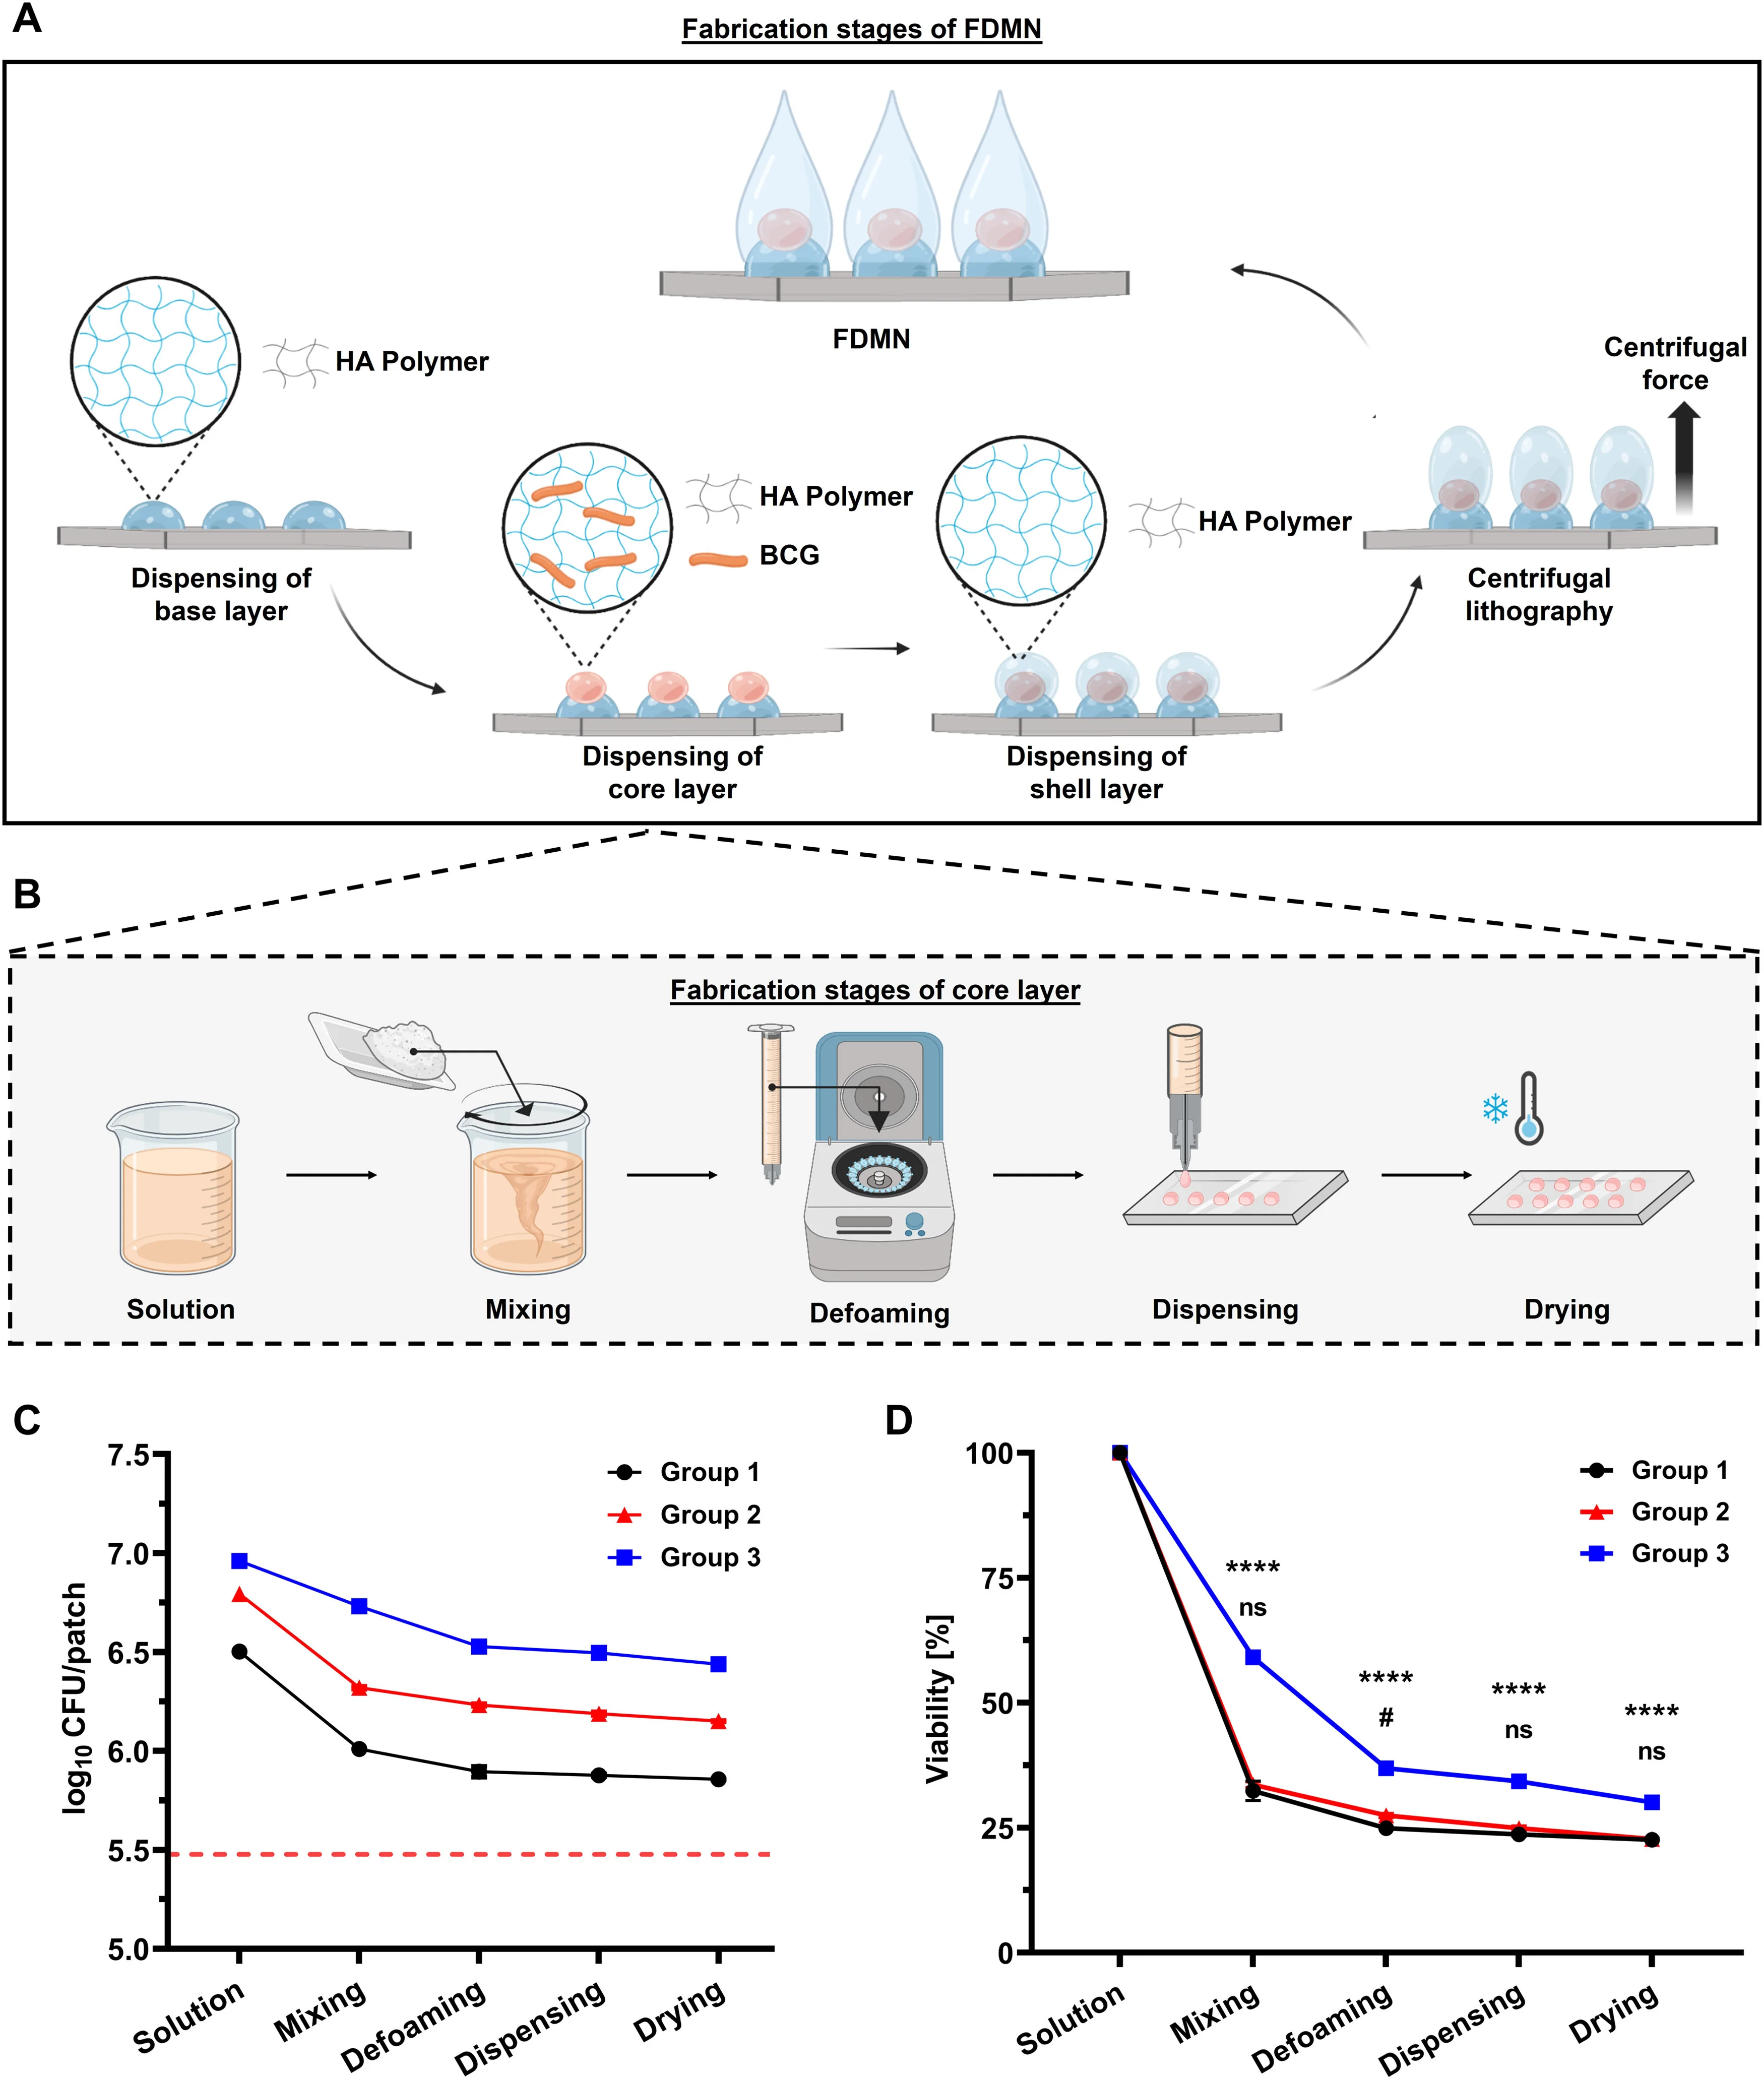 A
Fabrication stages of FDMN
FDMN
HA Polymer
Centrifugal
force
HA Polymer
BCG
HA Polymer
Dispensing of
base layer
Centrifugal
lithography
Dispensing of
core layer
Dispensing of
shell layer
B
Fabrication stages of core layer
Solution
Mixing
Defoaming
Dispensing
Drying
C
log10 CFU/patch
7.5
7.0
6.5
6.0
5.5
5.0
Group 1
Group 2
Group 3
Solution
Mixing
Defoaming
Dispensing
Drying
D
Viability [%]
100
75
50
25
0
Group 1
Group 2
Group 3
****
ns
****
#
****
ns
****
ns
Solution
Mixing
Defoaming
Dispensing
Drying